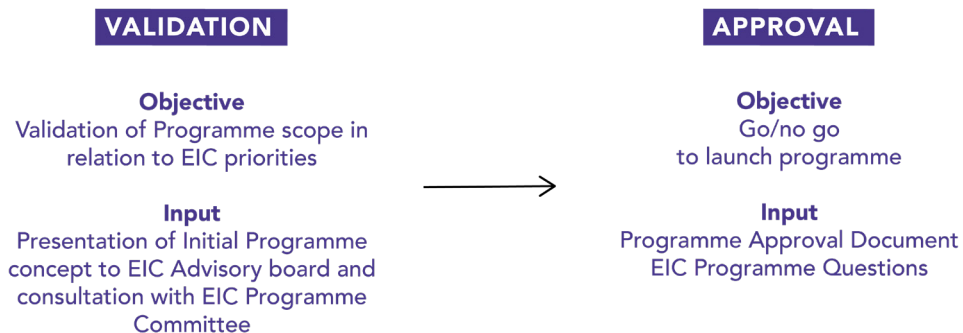 VALIDATION
Objective
Validation of Programme scope in
relation to EIC priorities
Input
Presentation of Initial Programme
concept to EIC Advisory board and
consultation with EIC Programme
Committee
APPROVAL
Objective
Go/no go
to launch programme
Input
Programme Approval Document
EIC Programme Questions